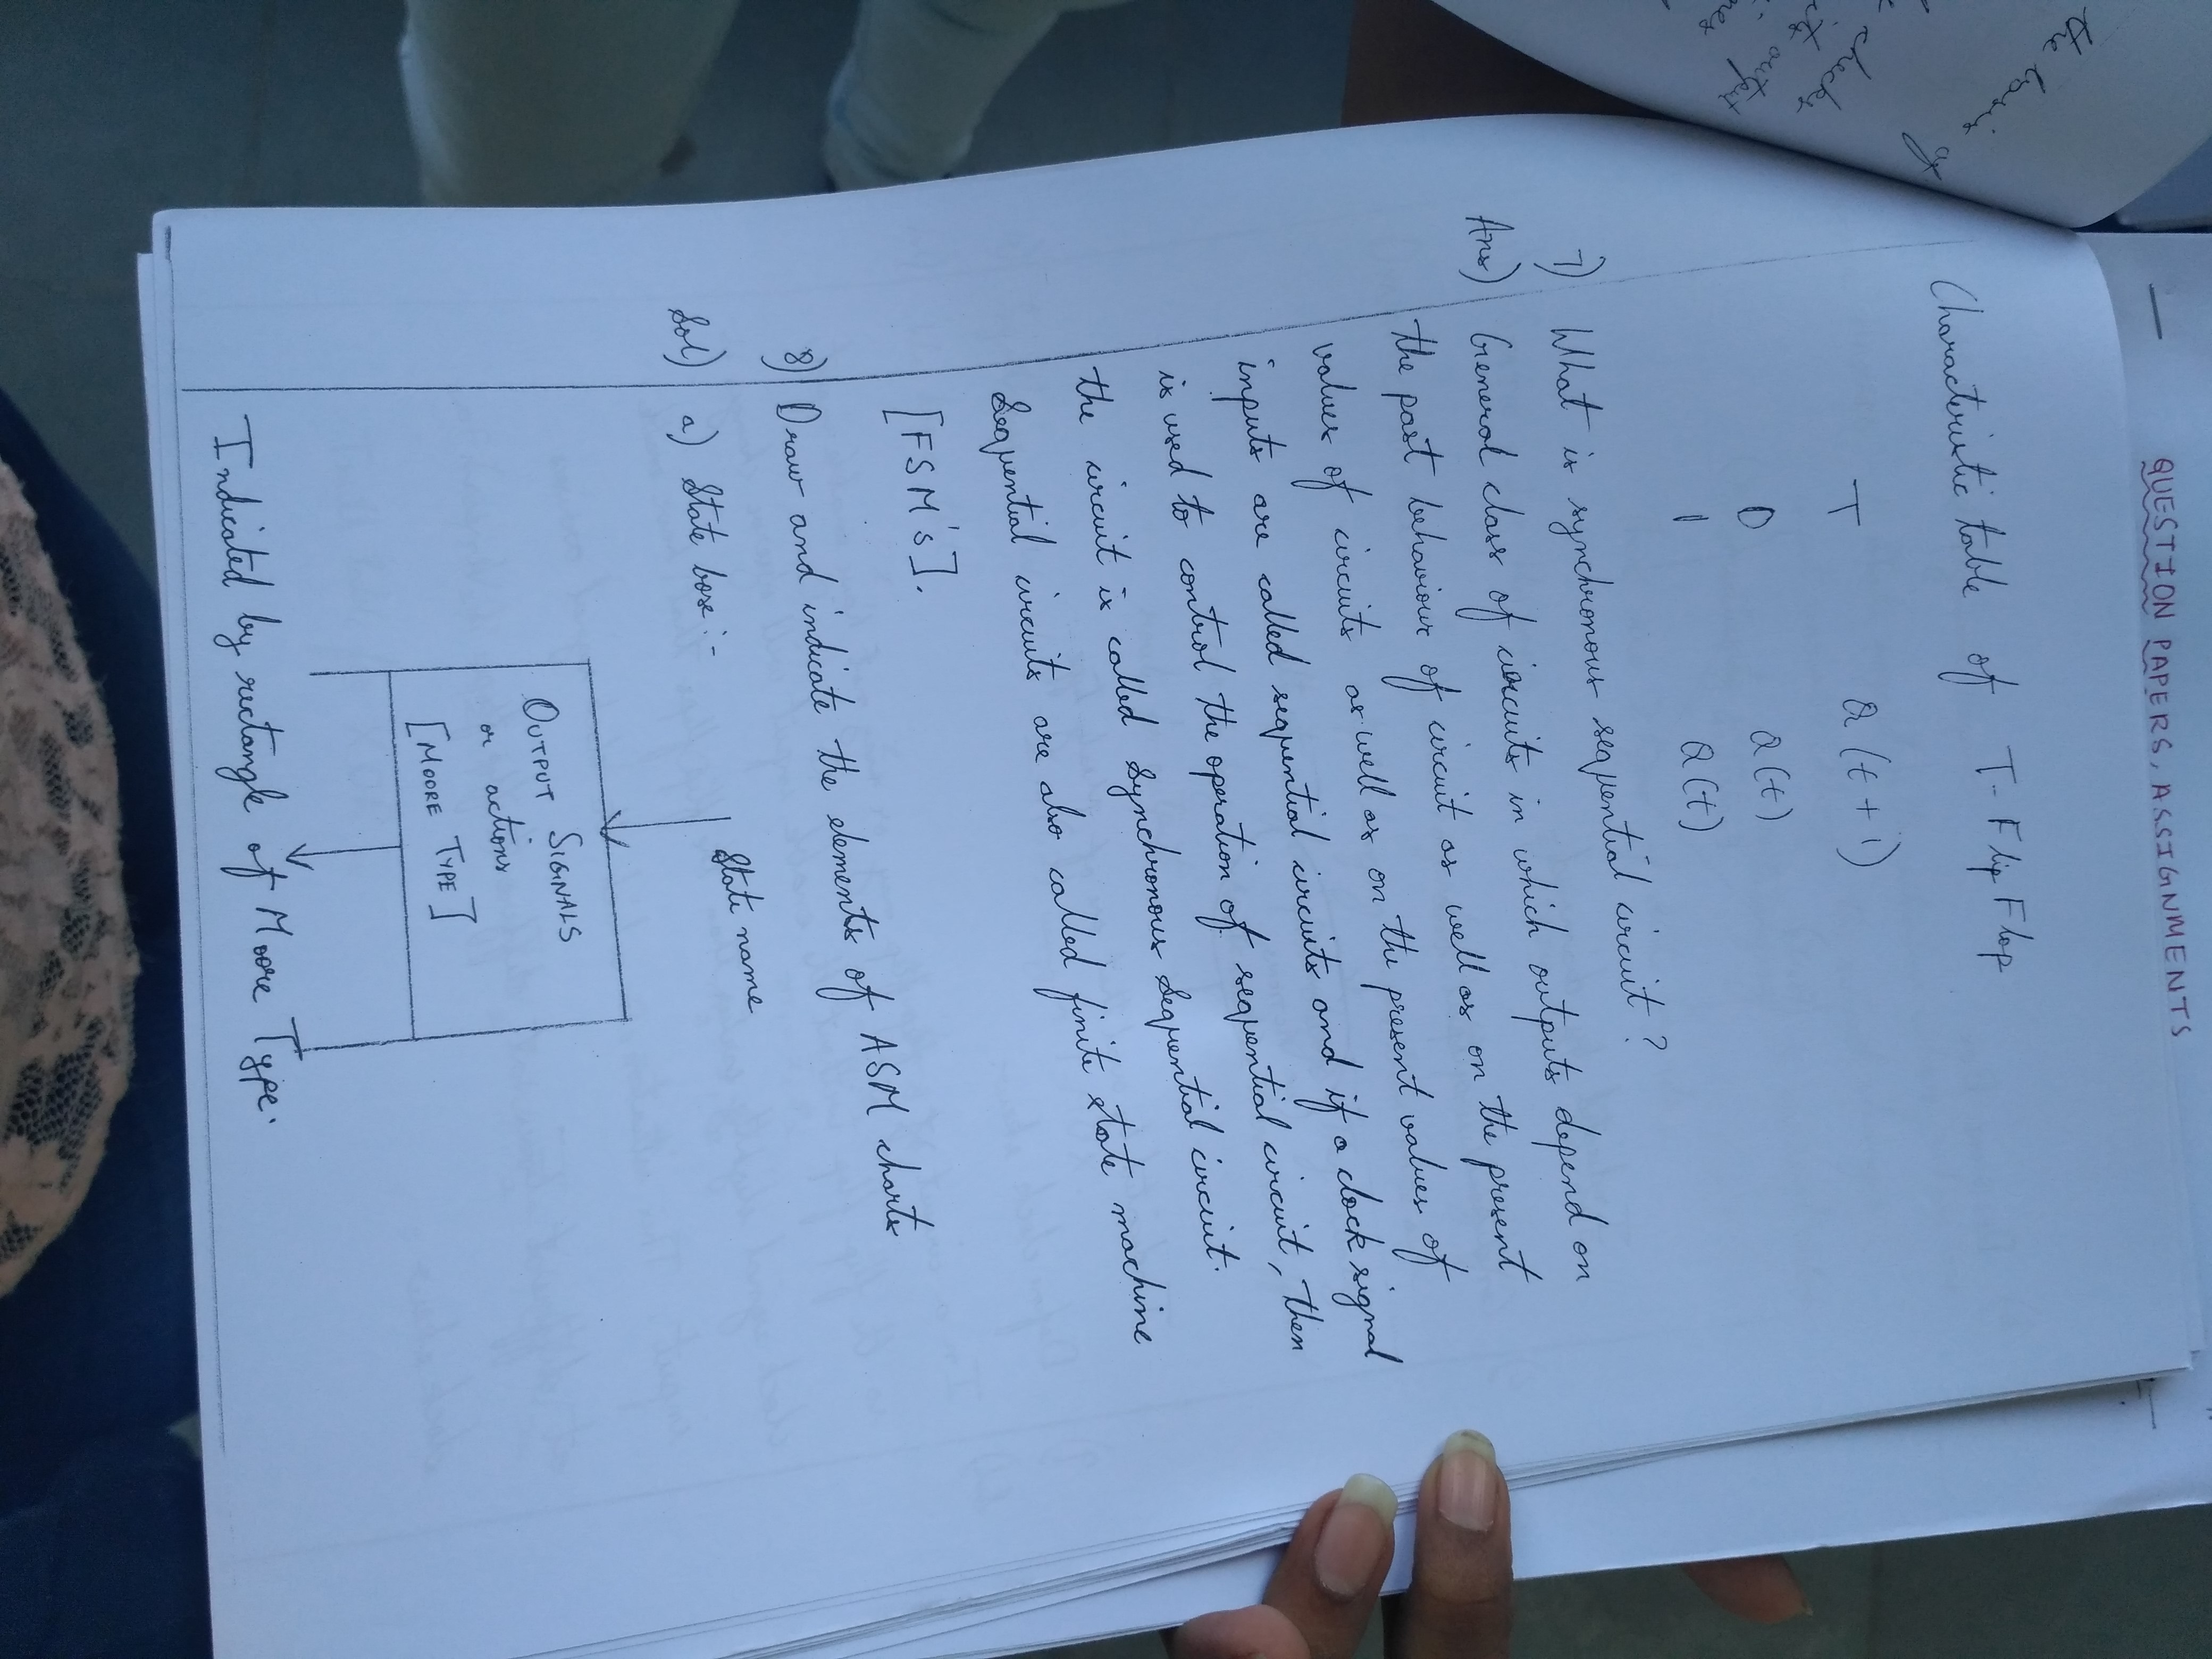 QUESTION PAPERS, ASSIGNMENTS
the basis
of
checks
its output
Characteristic table of T-Flip Flop
T Q(t+1)
0 Q(t)
1 Q(t)
7) What is synchronous sequential circuit?
Ans) General class of circuits in which outputs depend on
the past behaviour of circuit as well as on the present
values of circuits as well as on the present values of
inputs are called sequential circuits and if a clock signal
is used to control the operation of sequential circuit, then
the circuit is called Synchronous Sequential circuit.
Sequential circuits are also called finite state machine
[FSM's].
8) Draw and indicate the elements of ASM charts
Sol) a) State box :-
State name
OUTPUT SIGNALS
or actions
[MOORE TYPE]
Indicated by rectangle of Moore Type.